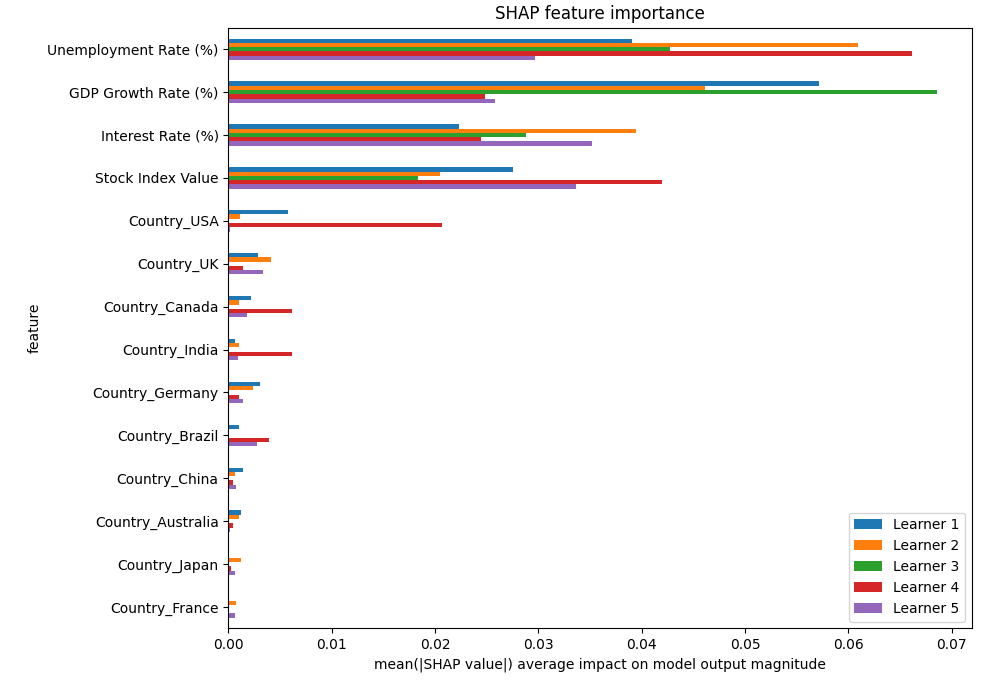 SHAP feature importance
Unemployment Rate (%)
GDP Growth Rate (%)
Interest Rate (%)
Stock Index Value
Country_USA
Country_UK
Country_Canada
Country_India
Country_Germany
Country_Brazil
Country_China
Country_Australia
Country_Japan
Country_France
feature
Learner 1
Learner 2
Learner 3
Learner 4
Learner 5
0.00 0.01 0.02 0.03 0.04 0.05 0.06 0.07
mean(|SHAP value|) average impact on model output magnitude